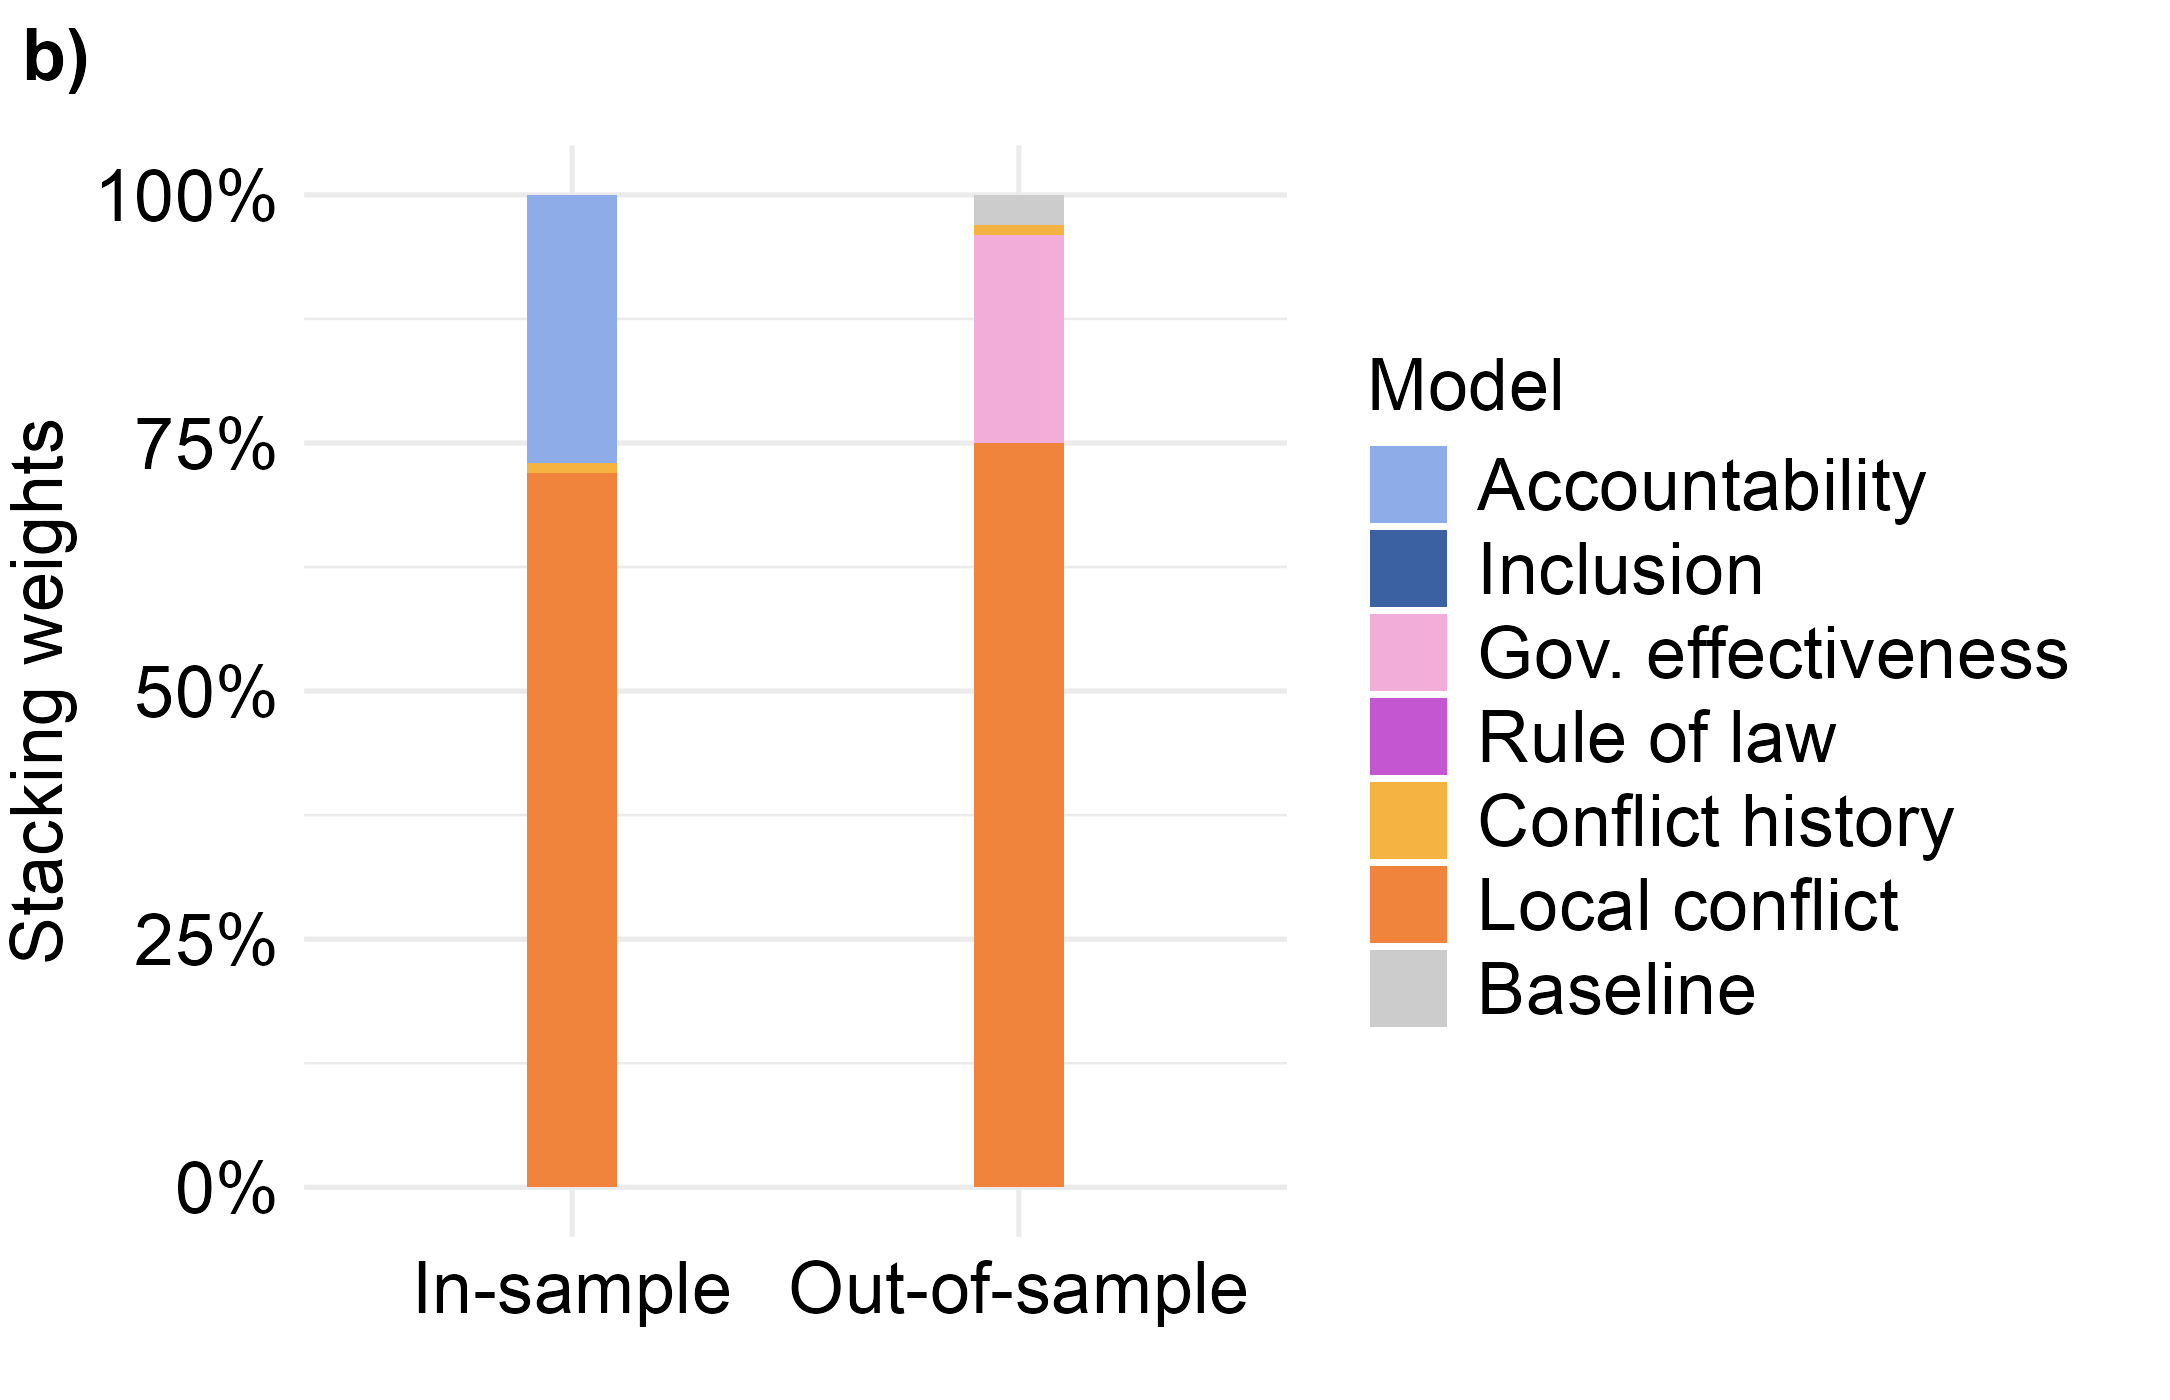 b)
Stacking weights
100%
75%
50%
25%
0%
In-sample
Out-of-sample
Model
Accountability
Inclusion
Gov. effectiveness
Rule of law
Conflict history
Local conflict
Baseline